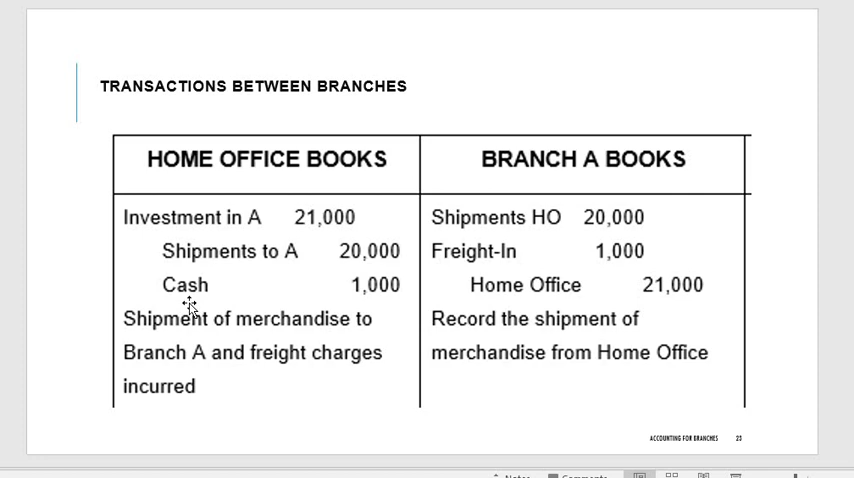 TRANSACTIONS BETWEEN BRANCHES
HOME OFFICE BOOKS
Investment in A 21,000
Shipments to A 20,000
Cash 1,000
Shipment of merchandise to
Branch A and freight charges
incurred
BRANCH A BOOKS
Shipments HO 20,000
Freight-In 1,000
Home Office 21,000
Record the shipment of
merchandise from Home Office
ACCOUNTING FOR BRANCHES 23